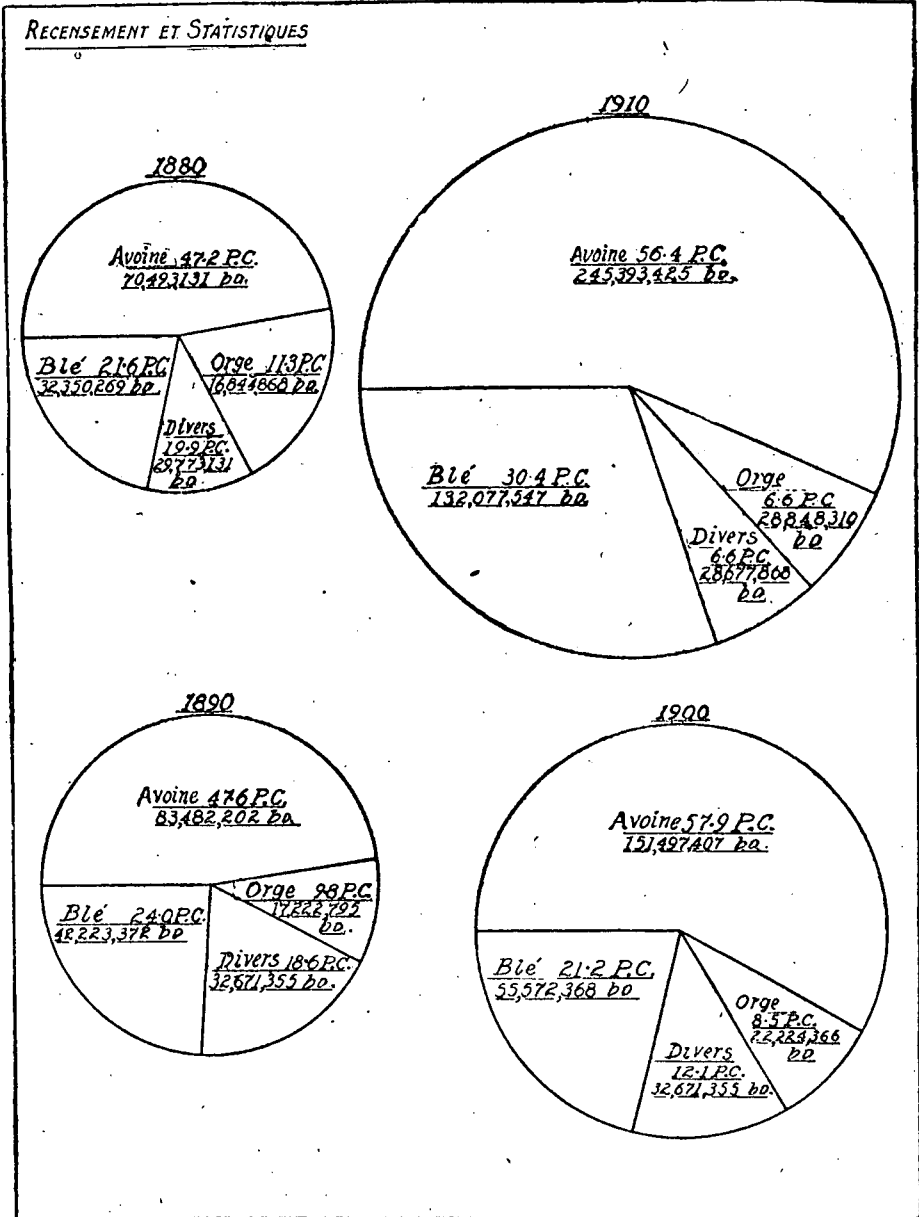 RECENSEMENT ET STATISTIQUES
1880
Avoine 47·2 P.C.
70,493,131 bo.
Blé 21·6 P.C.
32,350,269 bo.
Orge 11·3 P.C.
16,844,868 bo.
Divers
19·9 P.C.
29,773,131
bo.
1910
Avoine 56·4 P.C.
245,393,425 bo.
Blé 30·4 P.C.
132,077,547 bo.
Orge
6·6 P.C.
28,848,310
bo
Divers
6·6 P.C.
28,677,868
bo.
1890
Avoine 47·6 P.C.
83,482,202 bo.
Blé 24·0 P.C.
42,223,372 bo
Orge 9·8 P.C.
17,222,795
bo.
Divers 18·6 P.C.
32,671,355 bo.
1900
Avoine 57·9 P.C.
151,497,407 bo.
Blé 21·2 P.C.
55,572,368 bo
Orge
8·5 P.C.
22,224,366
bo
Divers
12·1 P.C.
32,671,355 bo.